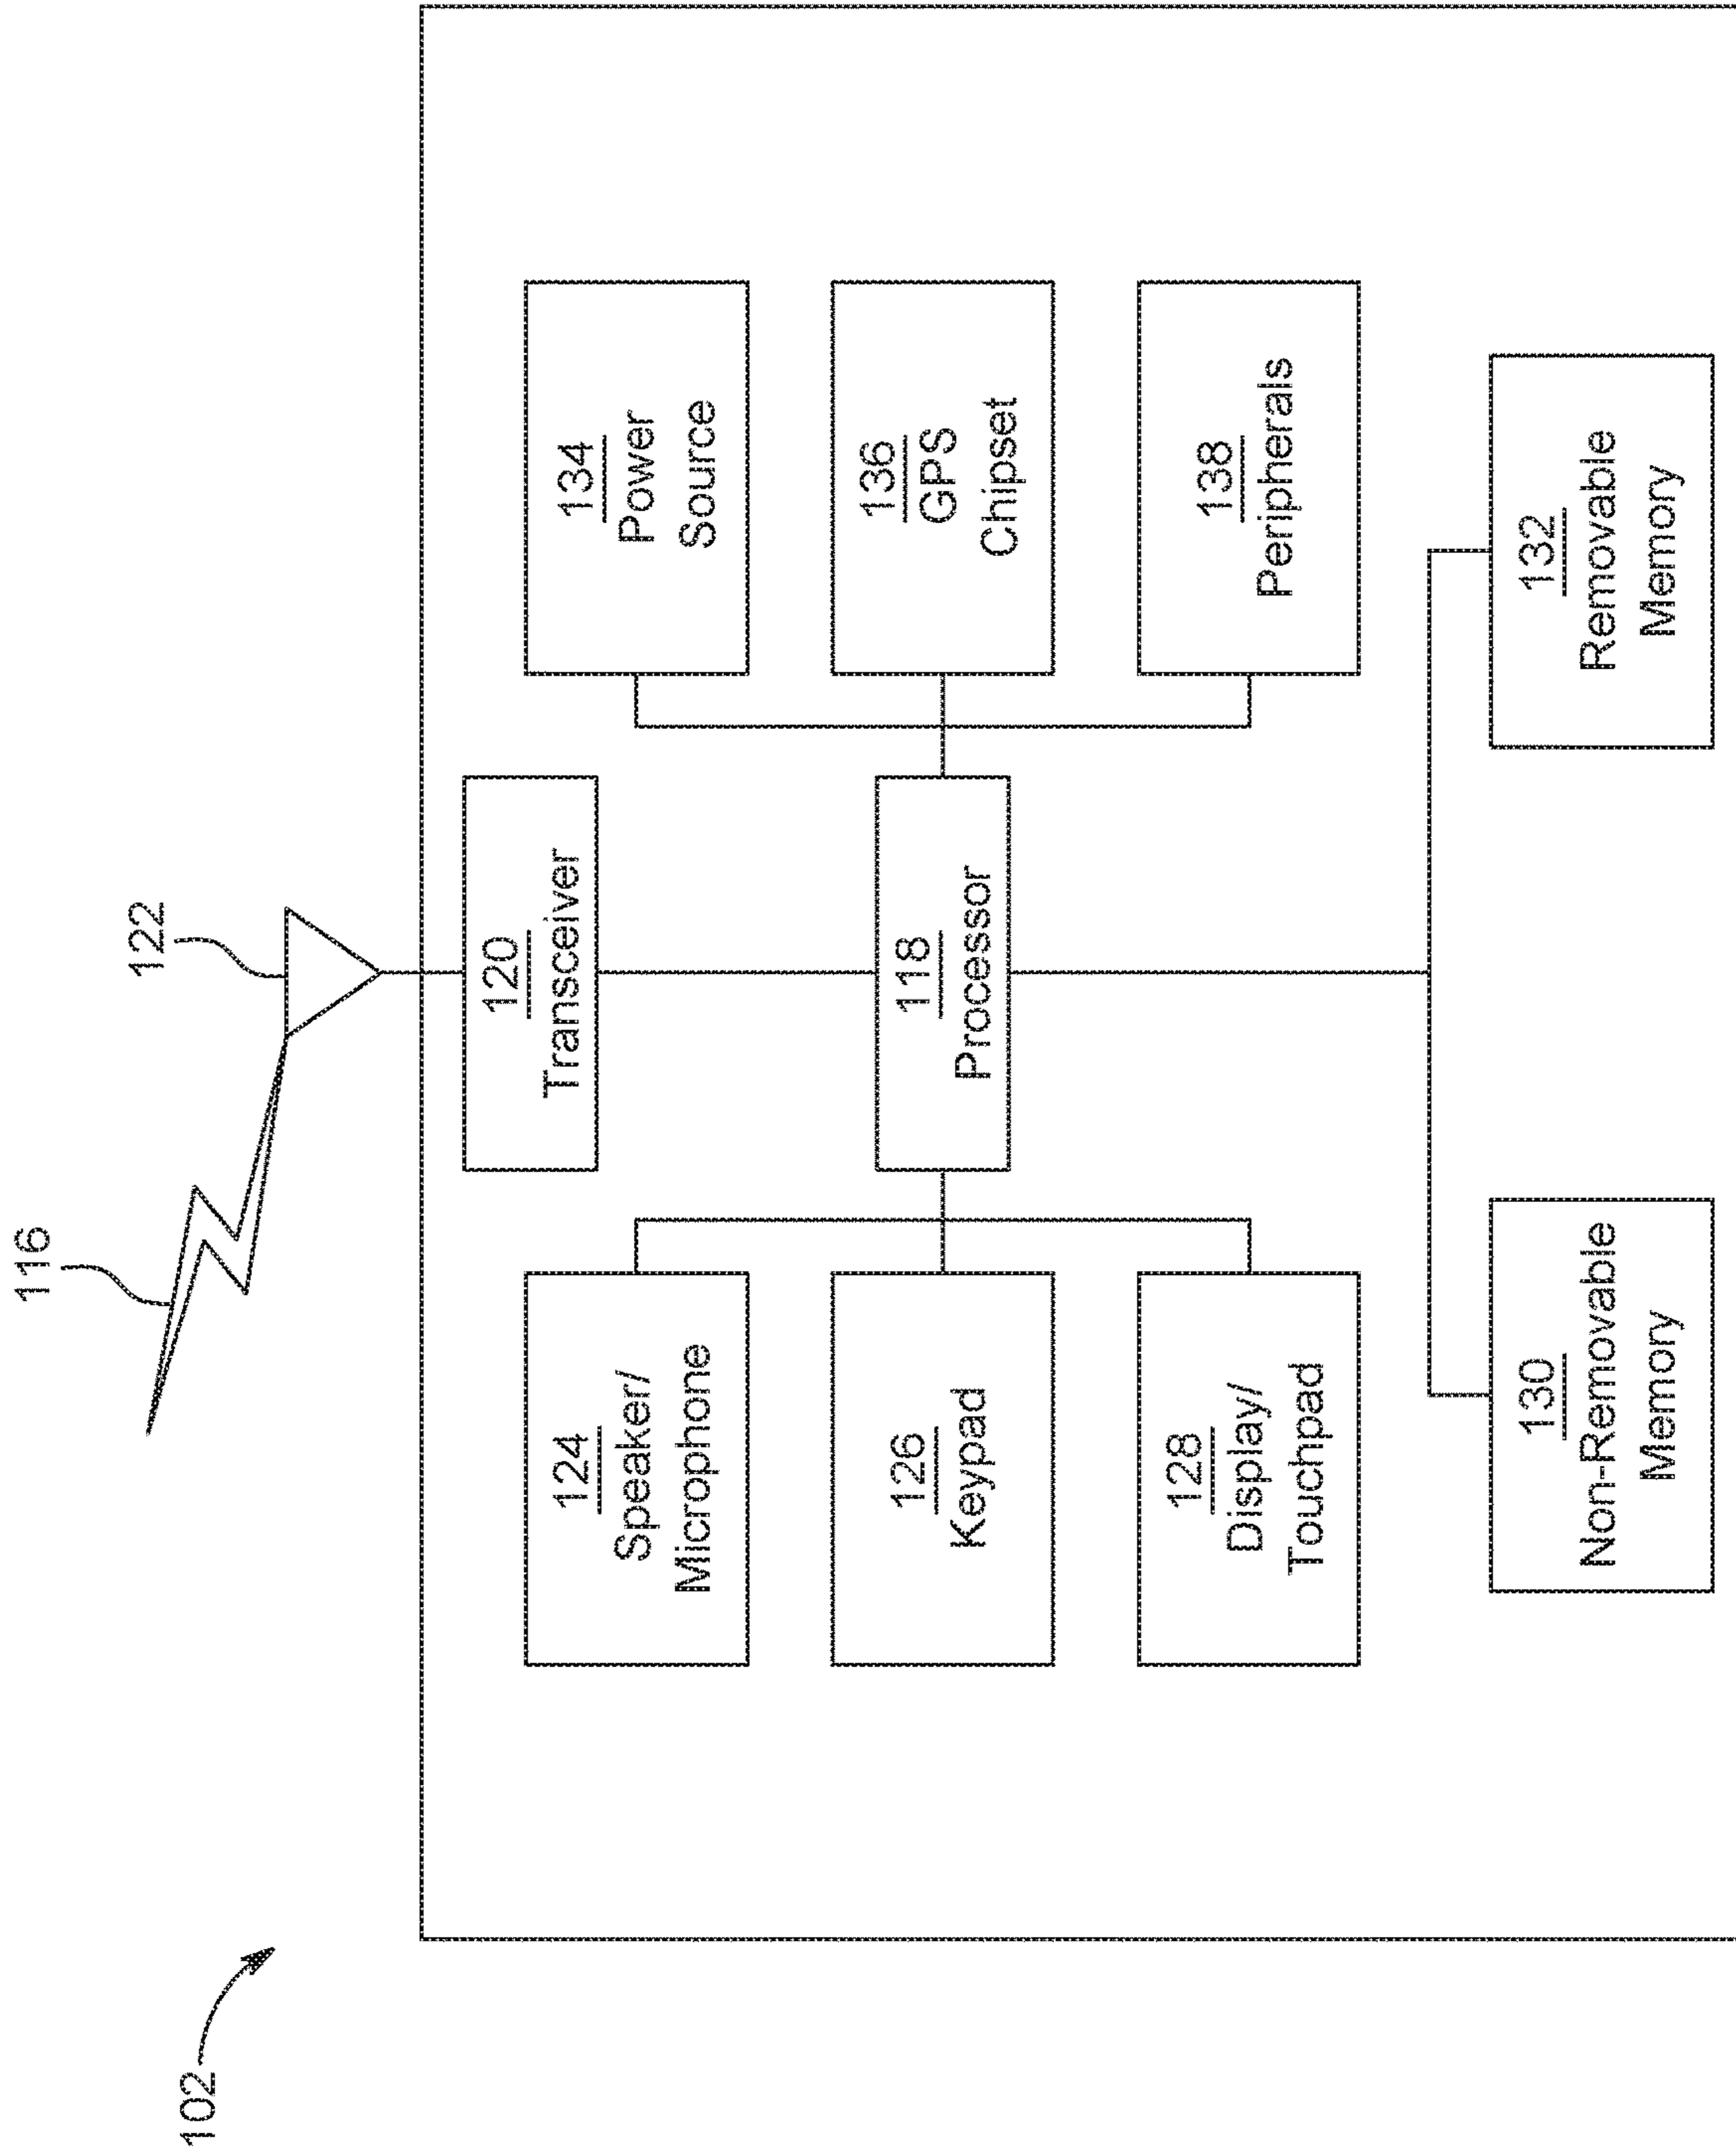 102
116
122
120
Transceiver
124
Speaker/
Microphone
134
Power
Source
126
Keypad
118
Processor
136
GPS
Chipset
128
Display/
Touchpad
138
Peripherals
130
Non-Removable
Memory
132
Removable
Memory